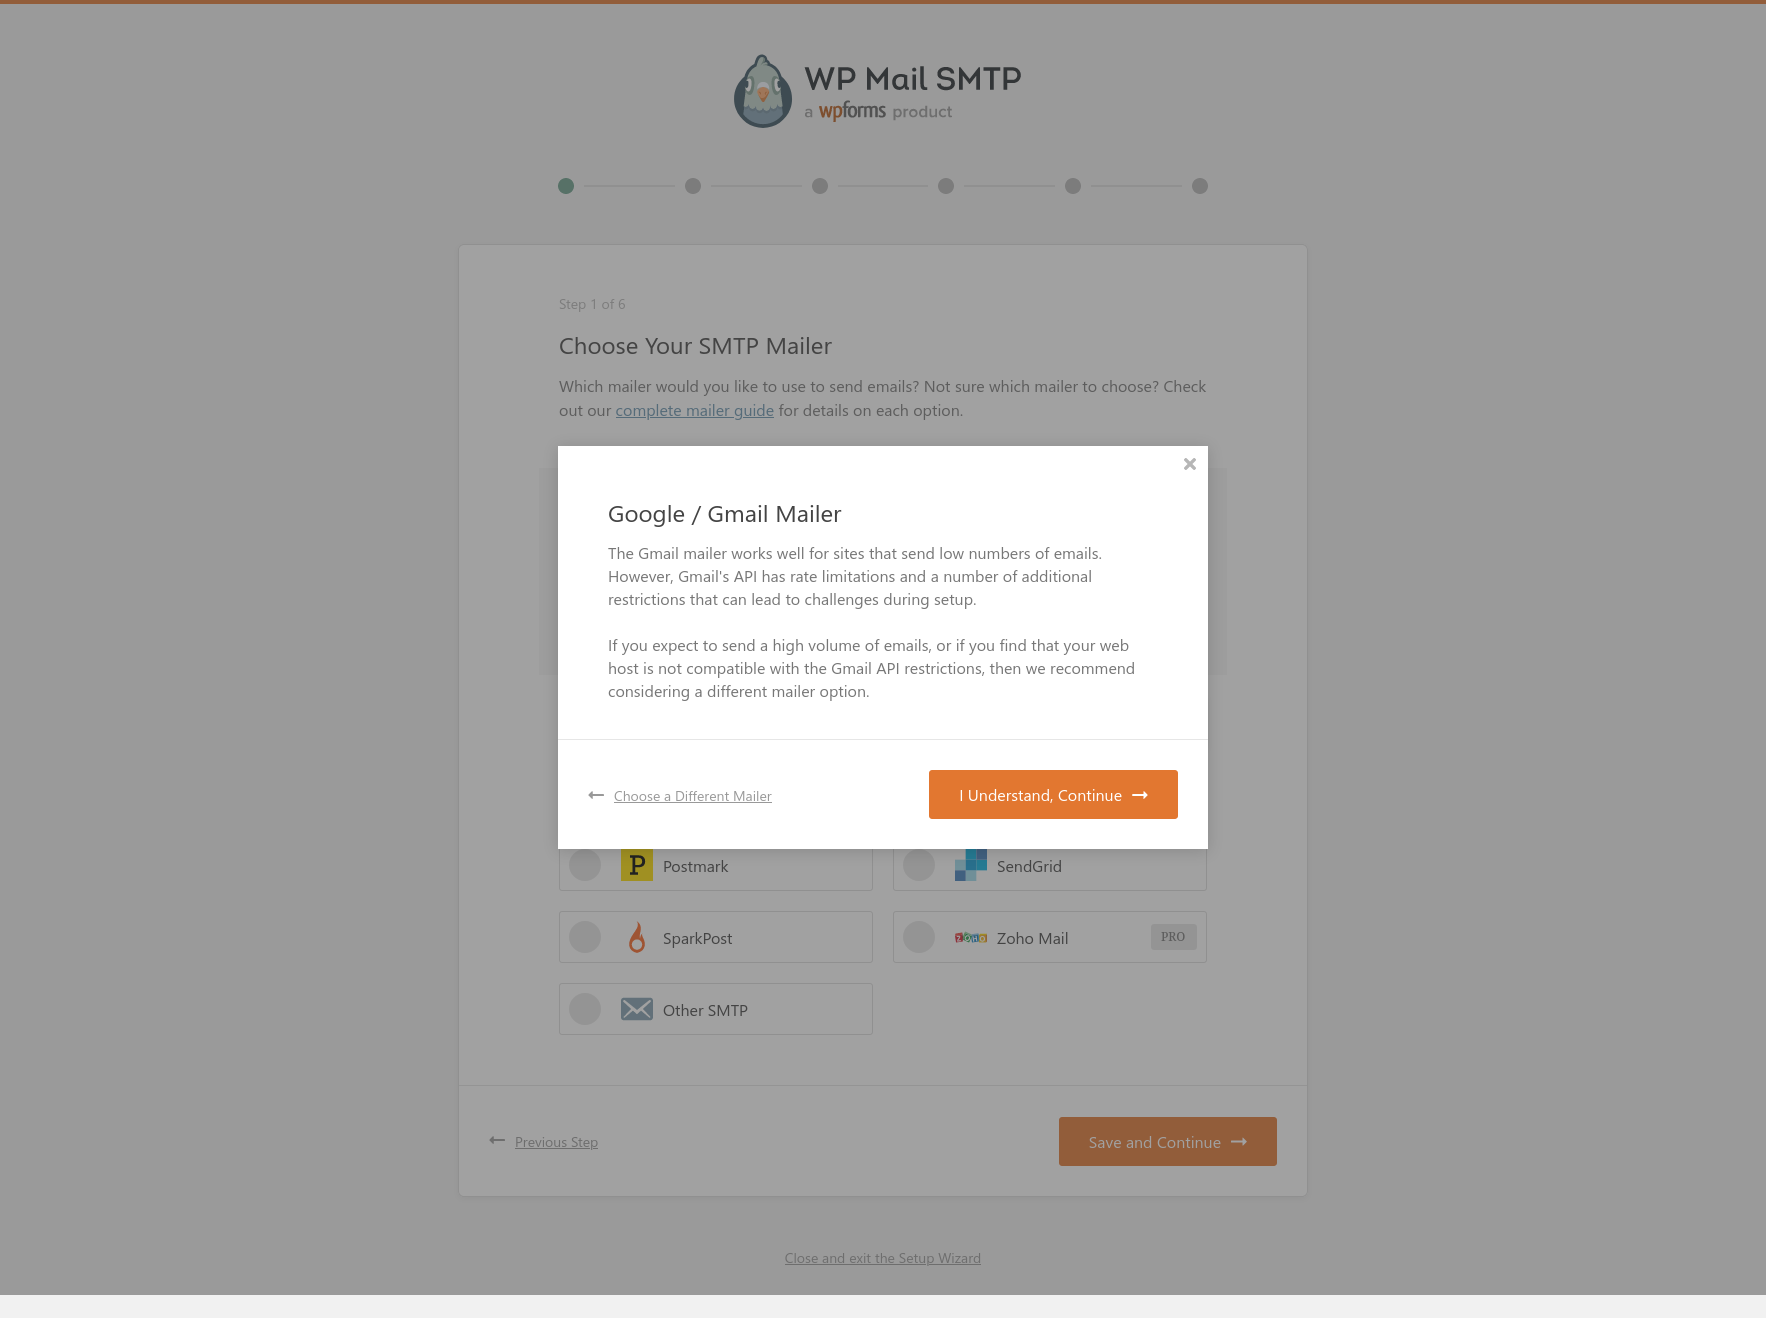 WP Mail SMTP
a wpforms product
Step 1 of 6
Choose Your SMTP Mailer
Which mailer would you like to use to send emails? Not sure which mailer to choose? Check
out our complete mailer guide for details on each option.
Google / Gmail Mailer
The Gmail mailer works well for sites that send low numbers of emails.
However, Gmail's API has rate limitations and a number of additional
restrictions that can lead to challenges during setup.
If you expect to send a high volume of emails, or if you find that your web
host is not compatible with the Gmail API restrictions, then we recommend
considering a different mailer option.
Choose a Different Mailer
I Understand, Continue
P Postmark
SendGrid
SparkPost
ZOHO Zoho Mail PRO
Other SMTP
Previous Step
Save and Continue
Close and exit the Setup Wizard